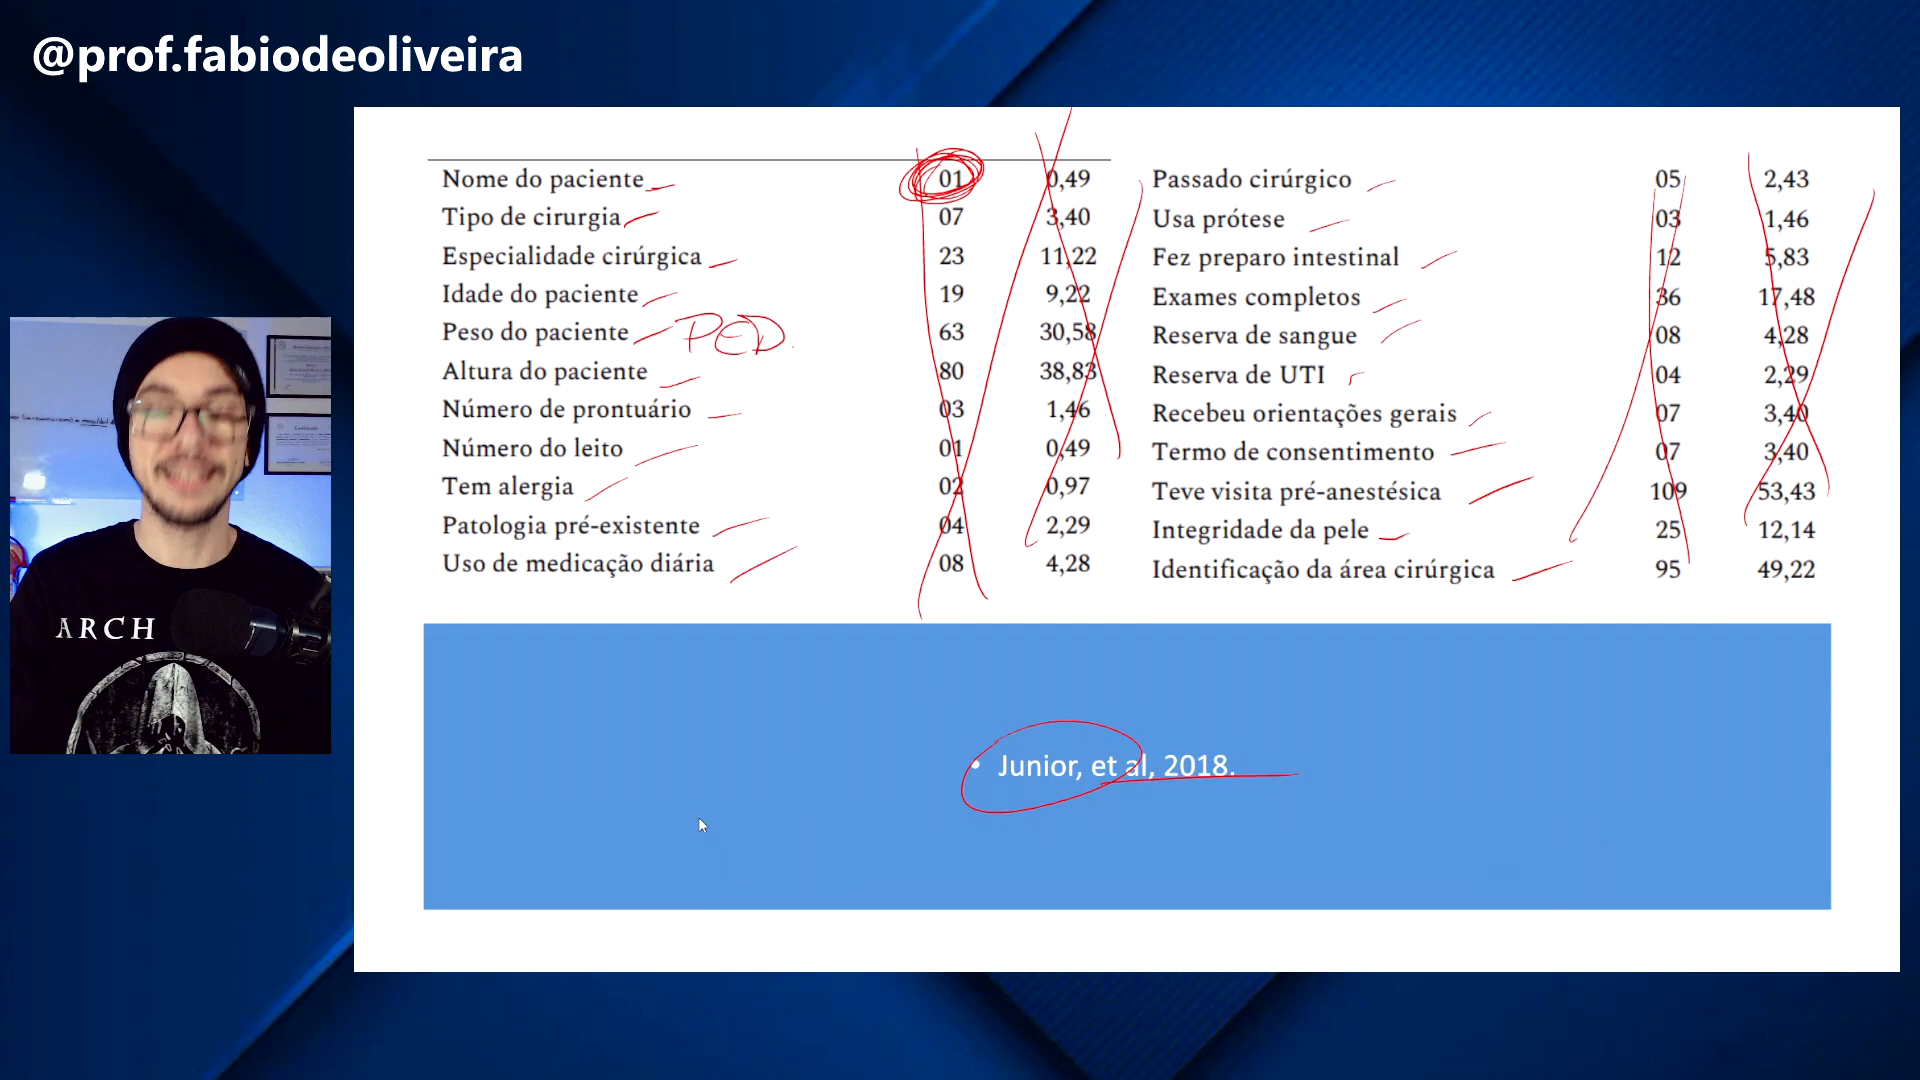 @prof.fabiodeoliveira
Nome do paciente 01 0,49
Tipo de cirurgia 07 3,40
Especialidade cirúrgica 23 11,22
Idade do paciente 19 9,22
Peso do paciente PED. 63 30,58
Altura do paciente 80 38,83
Número de prontuário 03 1,46
Número do leito 01 0,49
Tem alergia 02 0,97
Patologia pré-existente 04 2,29
Uso de medicação diária 08 4,28
Passado cirúrgico 05 2,43
Usa prótese 03 1,46
Fez preparo intestinal 12 5,83
Exames completos 36 17,48
Reserva de sangue 08 4,28
Reserva de UTI 04 2,29
Recebeu orientações gerais 07 3,40
Termo de consentimento 07 3,40
Teve visita pré-anestésica 109 53,43
Integridade da pele 25 12,14
Identificação da área cirúrgica 95 49,22
• Junior, et al, 2018.
ARCH